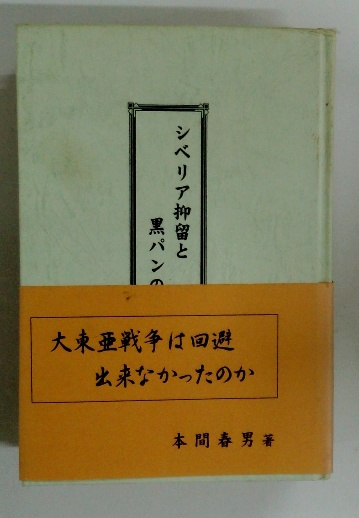 シベリア抑留と
黒パンの
大東亜戦争は回避
出来なかったのか
本間春男著